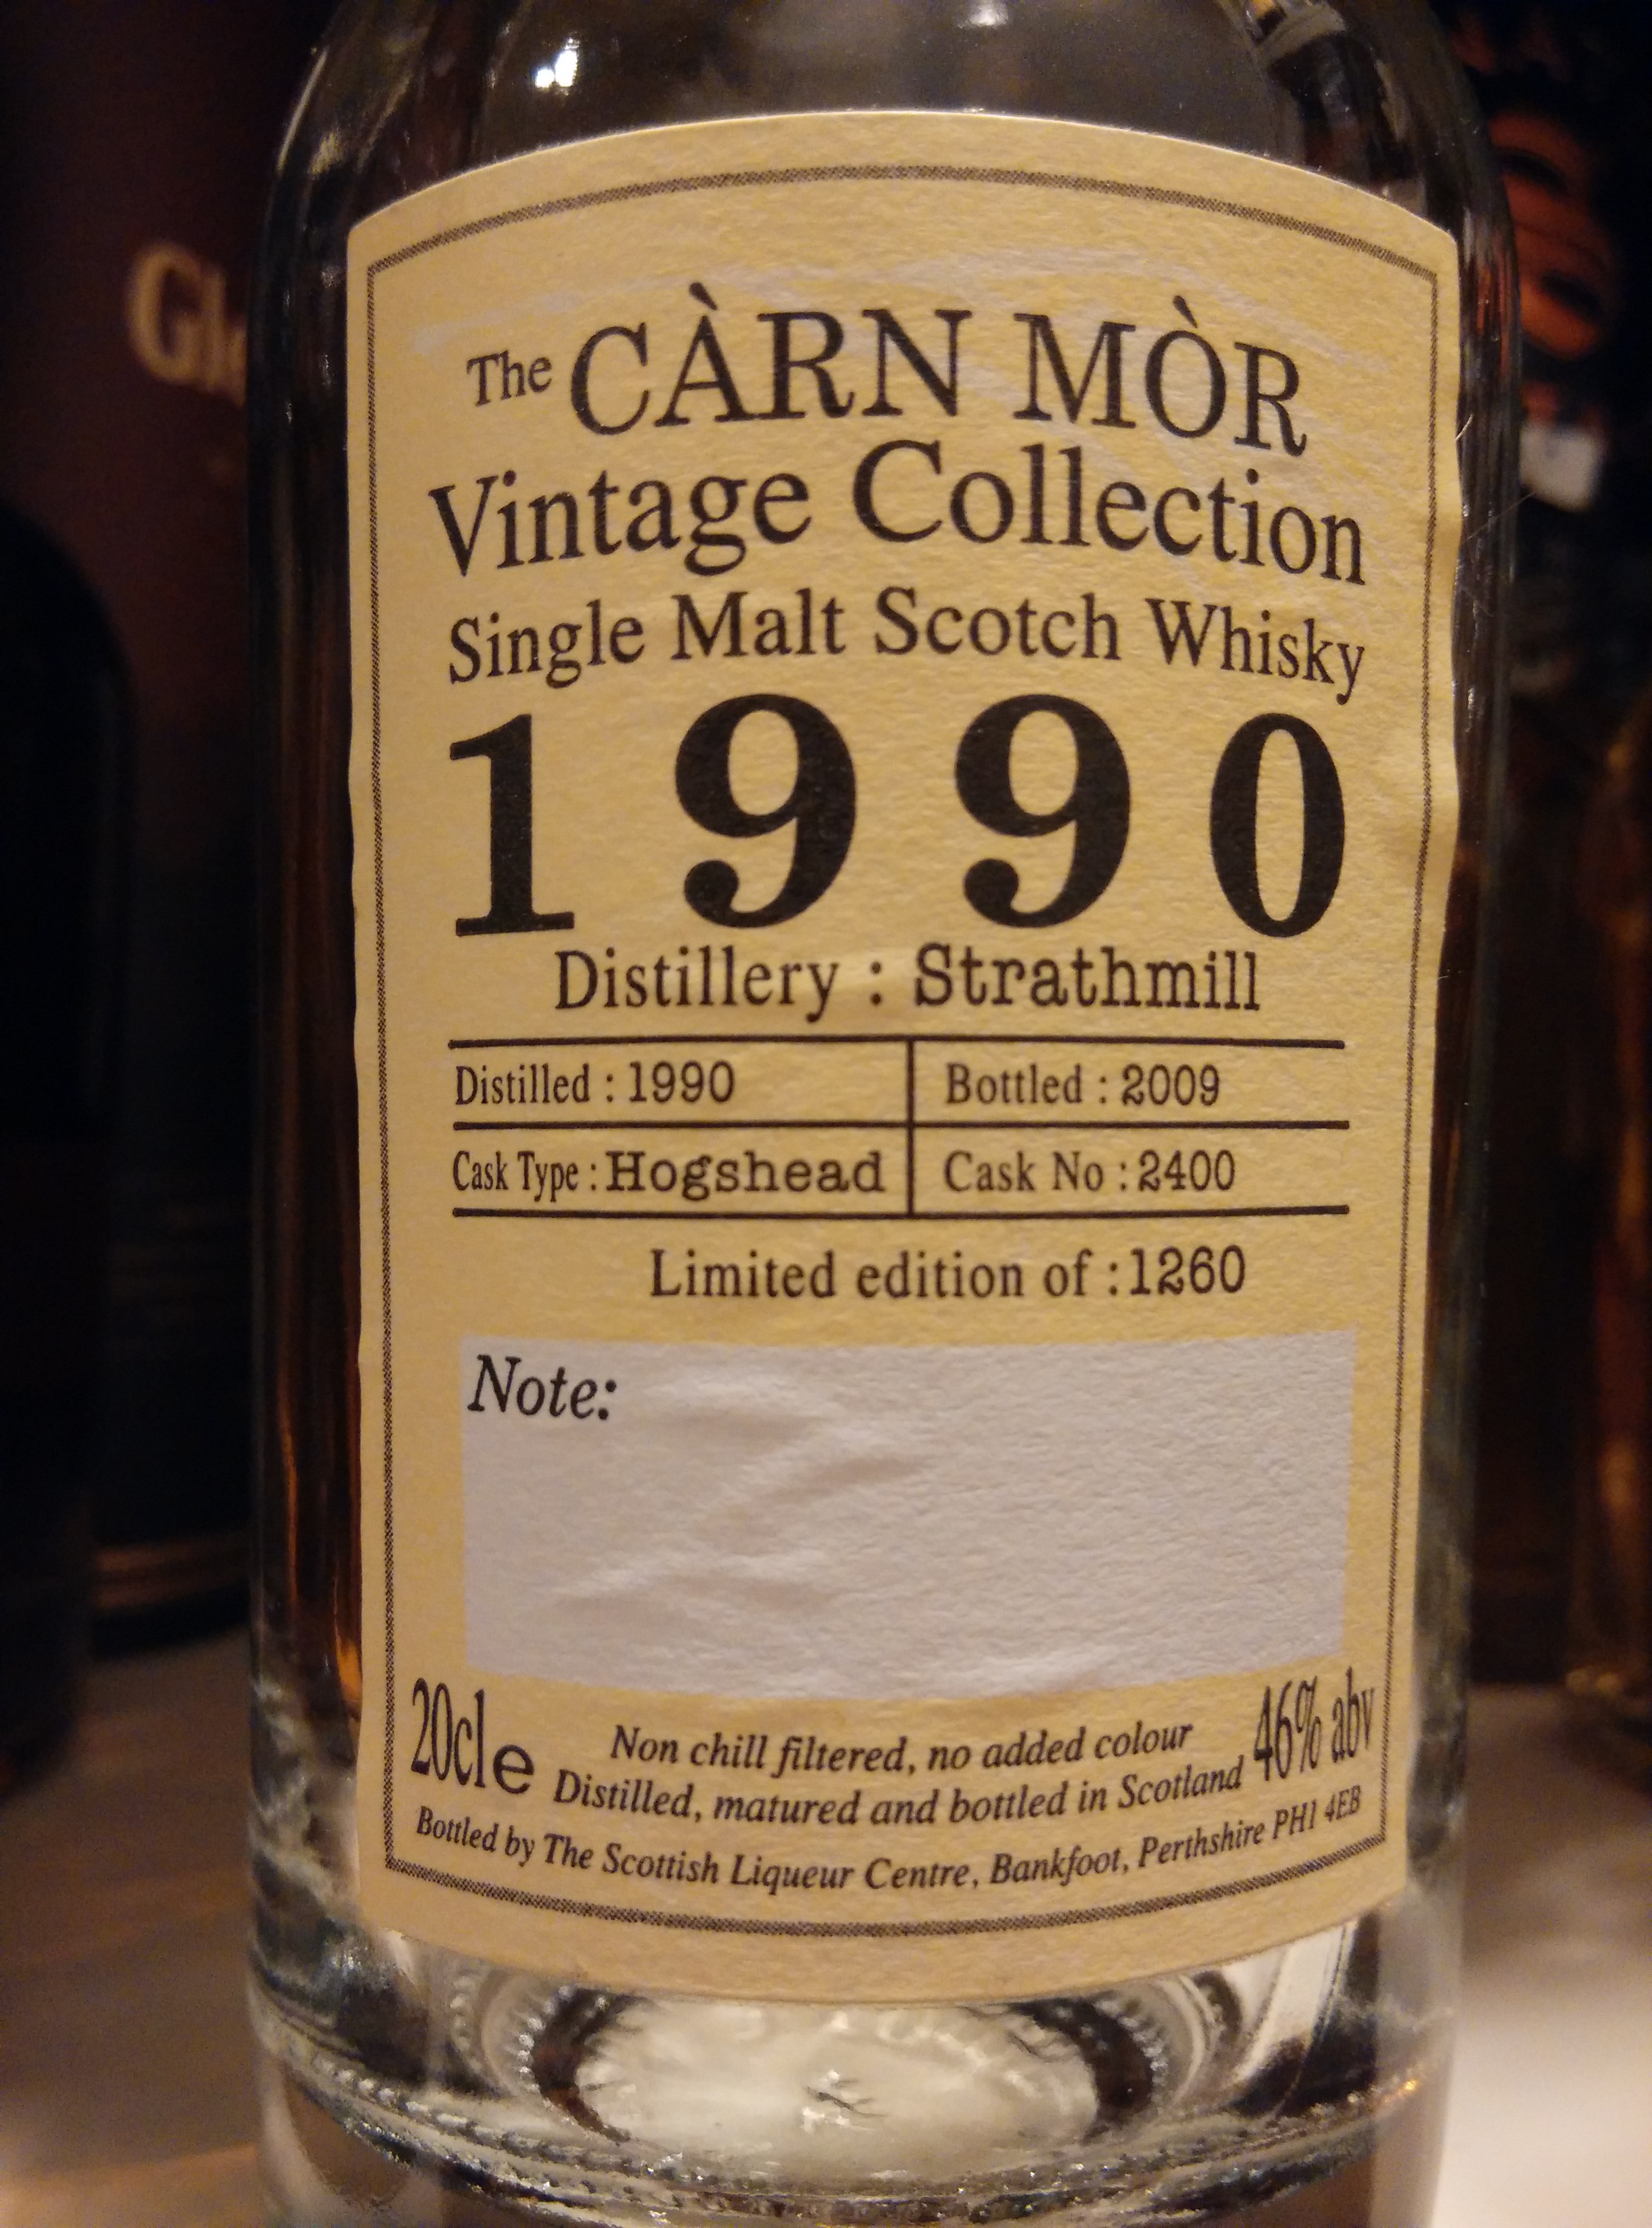 The CÀRN MÒR
Vintage Collection
Single Malt Scotch Whisky
1990
Distillery : Strathmill
Distilled : 1990 Bottled : 2009
Cask Type : Hogshead Cask No : 2400
Limited edition of : 1260
Note:
20cl e Non chill filtered, no added colour 46% abv
Distilled, matured and bottled in Scotland
Bottled by The Scottish Liqueur Centre, Bankfoot, Perthshire PH1 4EB